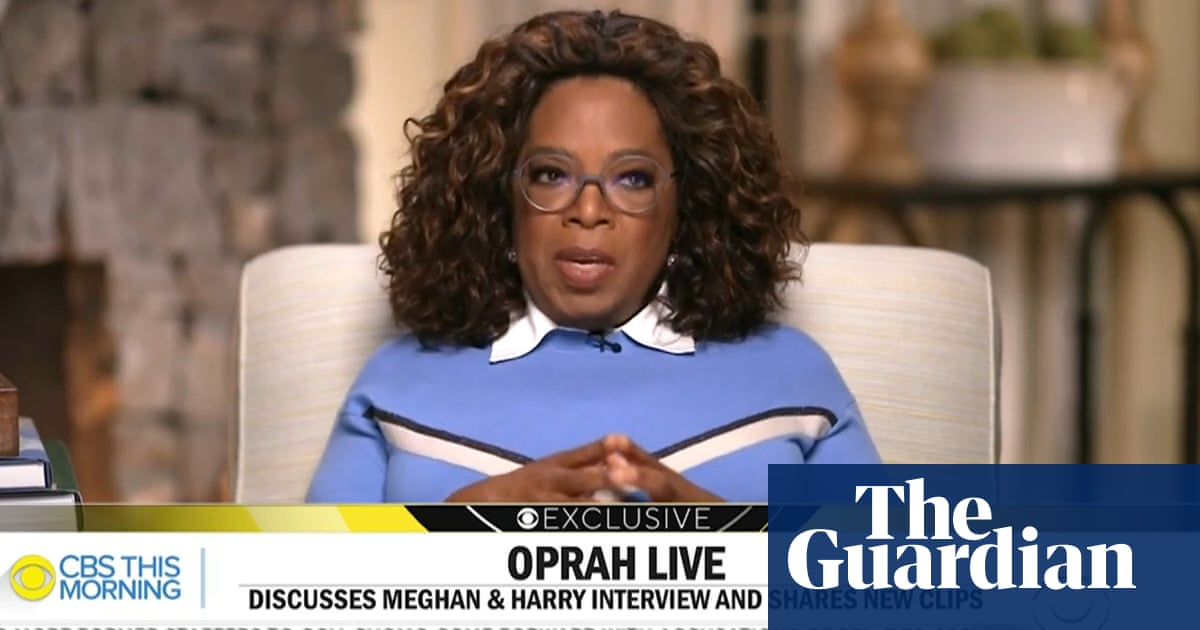 EXCLUSIVE
CBS THIS
MORNING
OPRAH LIVE
DISCUSSES MEGHAN & HARRY INTERVIEW AND SHARES NEW CLIPS
The
Guardian